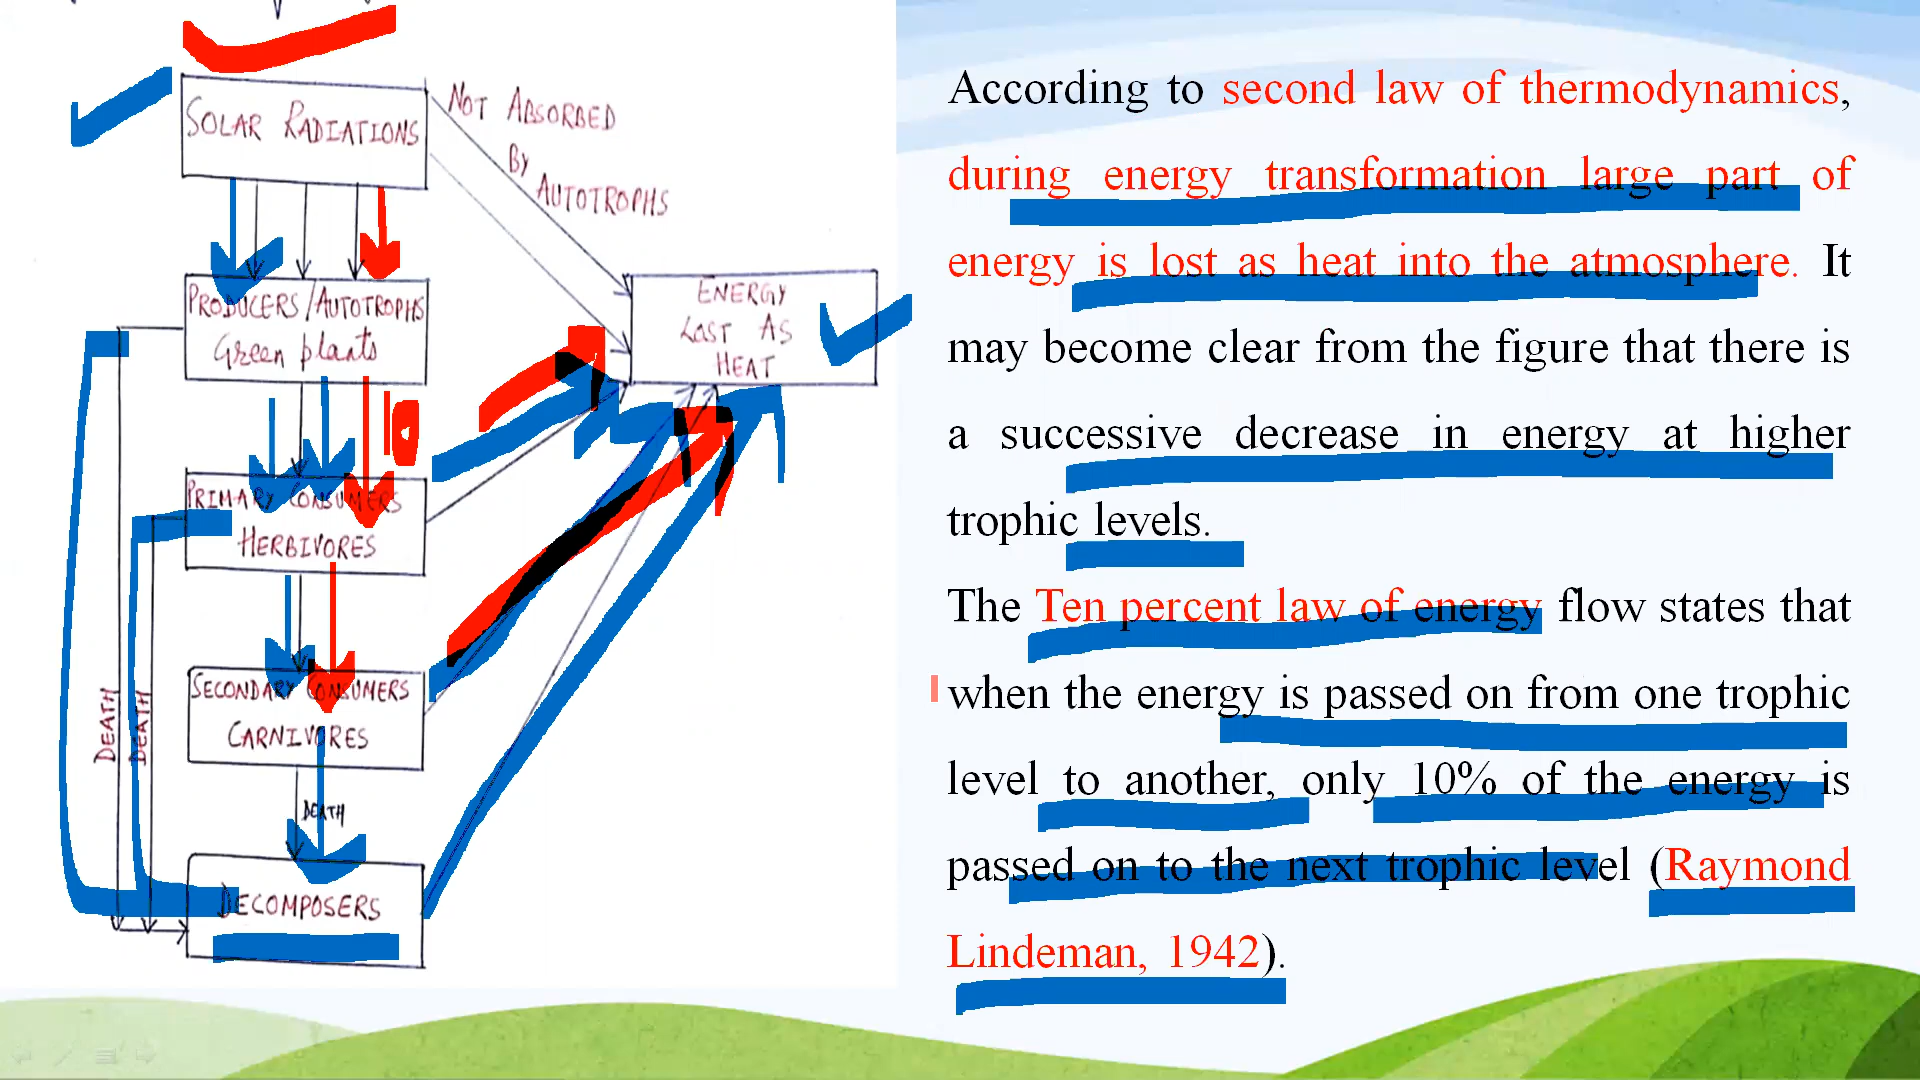 SOLAR RADIATIONS
NOT ABSORBED
BY
AUTOTROPHS
PRODUCERS/AUTOTROPHS
Green plants
ENERGY
LOST AS
HEAT
10
PRIMARY CONSUMERS
HERBIVORES
SECONDARY CONSUMERS
CARNIVORES
DEATH
DEATH
DEATH
DECOMPOSERS
According to second law of thermodynamics,
during energy transformation large part of
energy is lost as heat into the atmosphere. It
may become clear from the figure that there is
a successive decrease in energy at higher
trophic levels.
The Ten percent law of energy flow states that
when the energy is passed on from one trophic
level to another, only 10% of the energy is
passed on to the next trophic level (Raymond
Lindeman, 1942).